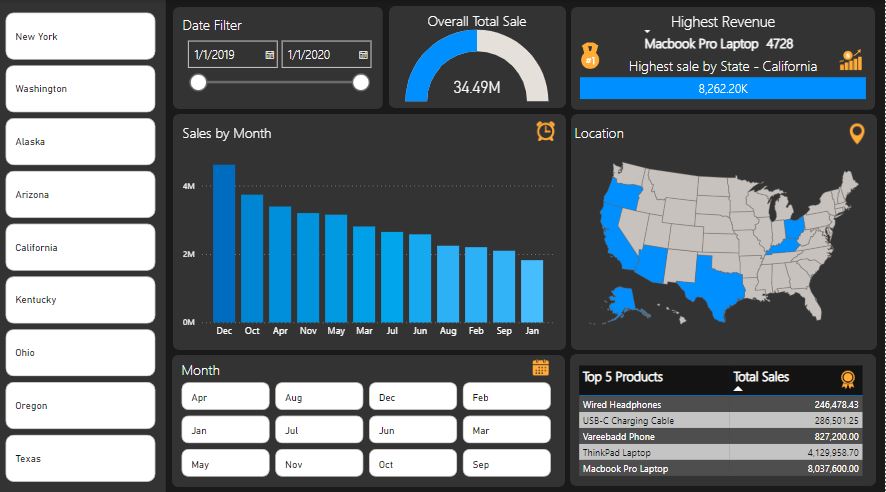 New York
Washington
Alaska
Arizona
California
Kentucky
Ohio
Oregon
Texas
Date Filter
1/1/2019 1/1/2020
Overall Total Sale
34.49M
Highest Revenue
Macbook Pro Laptop 4728
#1
Highest sale by State - California
8,262.20K
Sales by Month
4M
2M
0M
Dec Oct Apr Nov May Mar Jul Jun Aug Feb Sep Jan
Location
Month
Apr Aug Dec Feb
Jan Jul Jun Mar
May Nov Oct Sep
Top 5 Products Total Sales
Wired Headphones 246,478.43
USB-C Charging Cable 286,501.25
Vareebadd Phone 827,200.00
ThinkPad Laptop 4,129,958.70
Macbook Pro Laptop 8,037,600.00